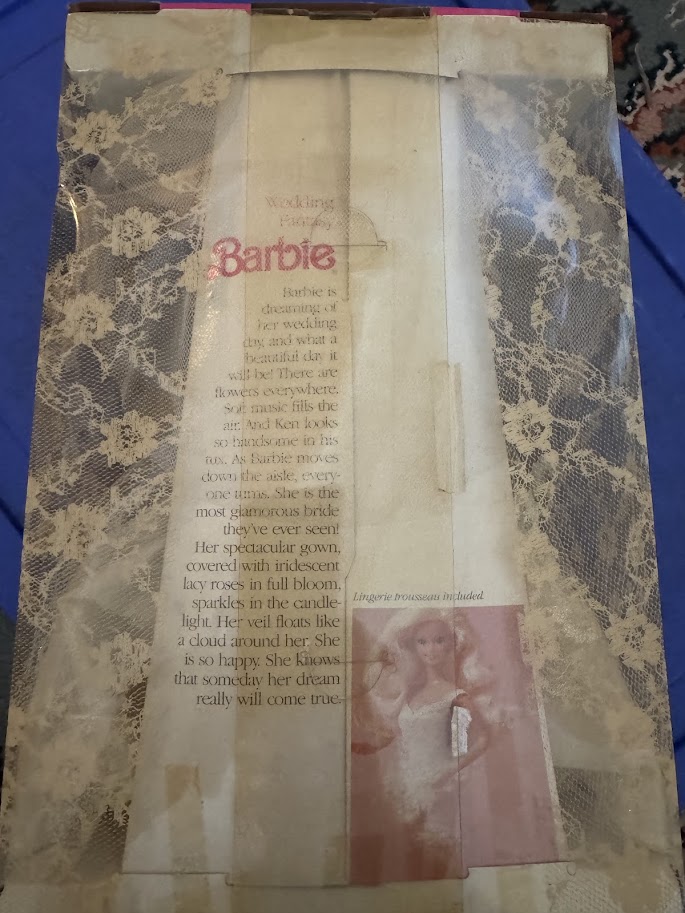 Wedding
Fantasy
Barbie
Barbie is
dreaming of
her wedding
day, and what a
beautiful day it
will be! There are
flowers everywhere.
Soft music fills the
air. And Ken looks
so handsome in his
tux. As Barbie moves
down the aisle, every-
one turns. She is the
most glamorous bride
they've ever seen!
Her spectacular gown,
covered with iridescent
lacy roses in full bloom,
sparkles in the candle-
light. Her veil floats like
a cloud around her. She
is so happy. She knows
that someday her dream
really will come true.
Lingerie trousseau included